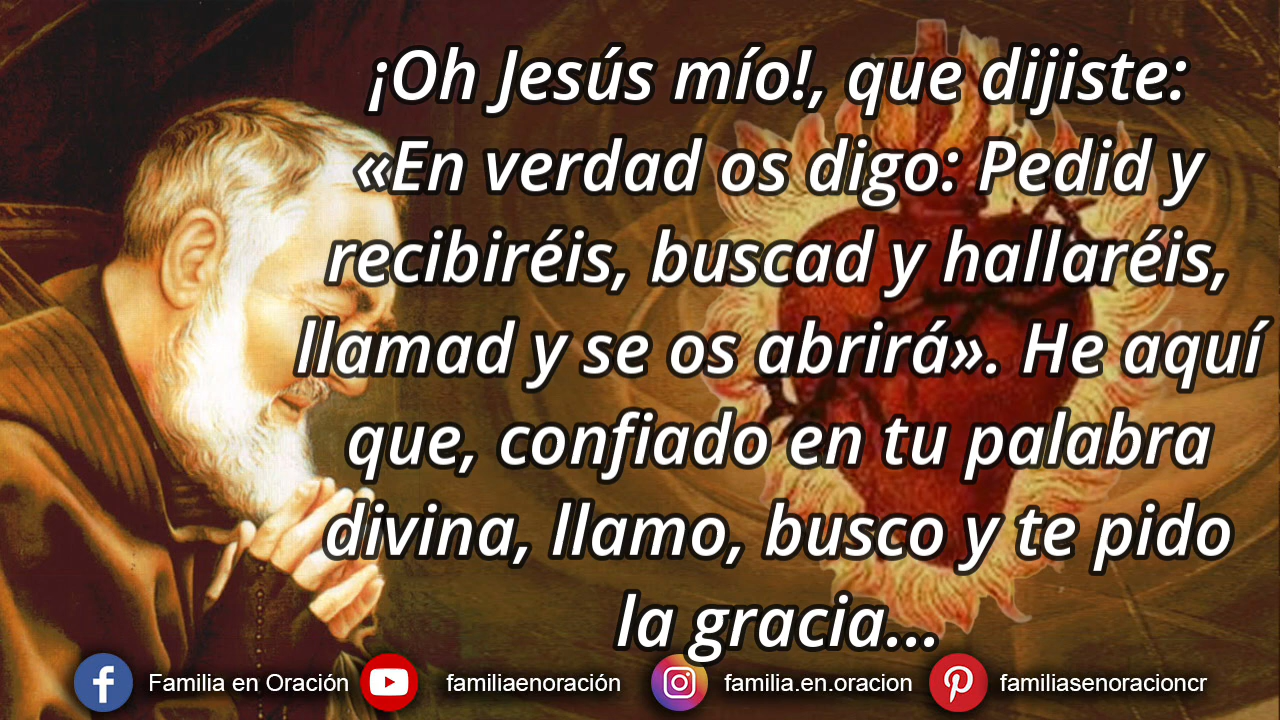 ¡Oh Jesús mío!, que dijiste:
«En verdad os digo: Pedid y
recibiréis, buscad y hallaréis,
llamad y se os abrirá». He aquí
que, confiado en tu palabra
divina, llamo, busco y te pido
la gracia...
Familia en Oración familiaenoración familia.en.oracion familiasenoracioncr